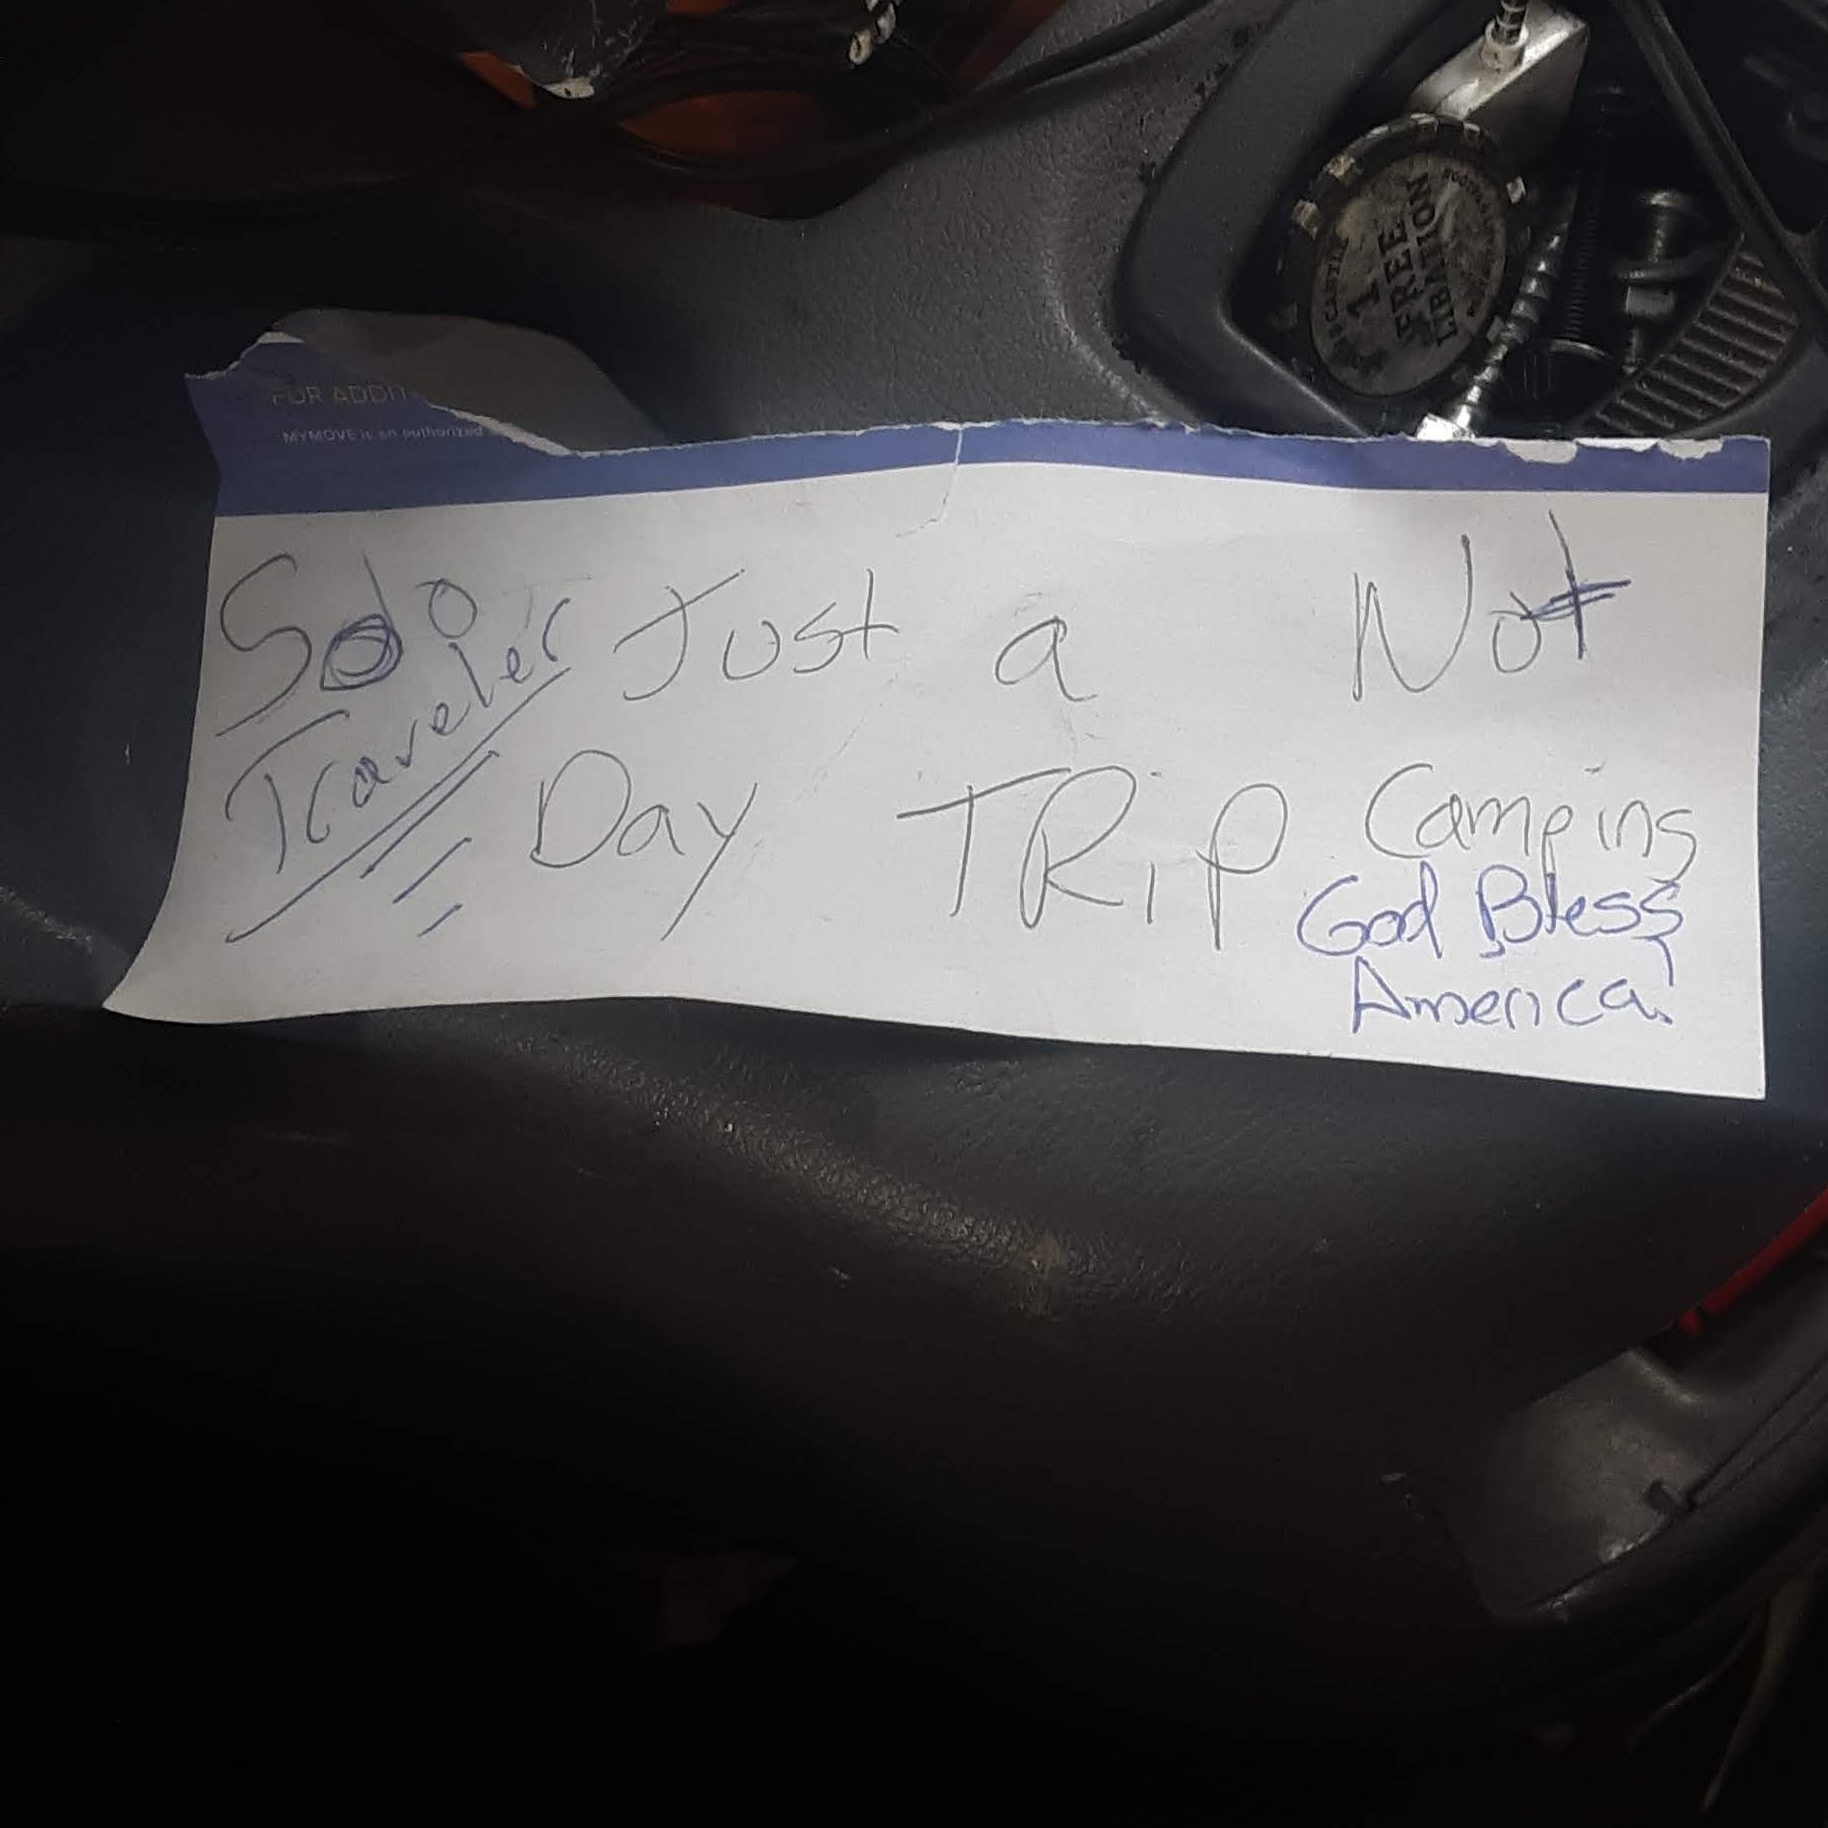 1
FREE
LIBATION
FOR ADDIT
MYMOVE is an authorized
Solo
Traveler
Just a
Day TRiP
Not
Camping
God Bless
America.